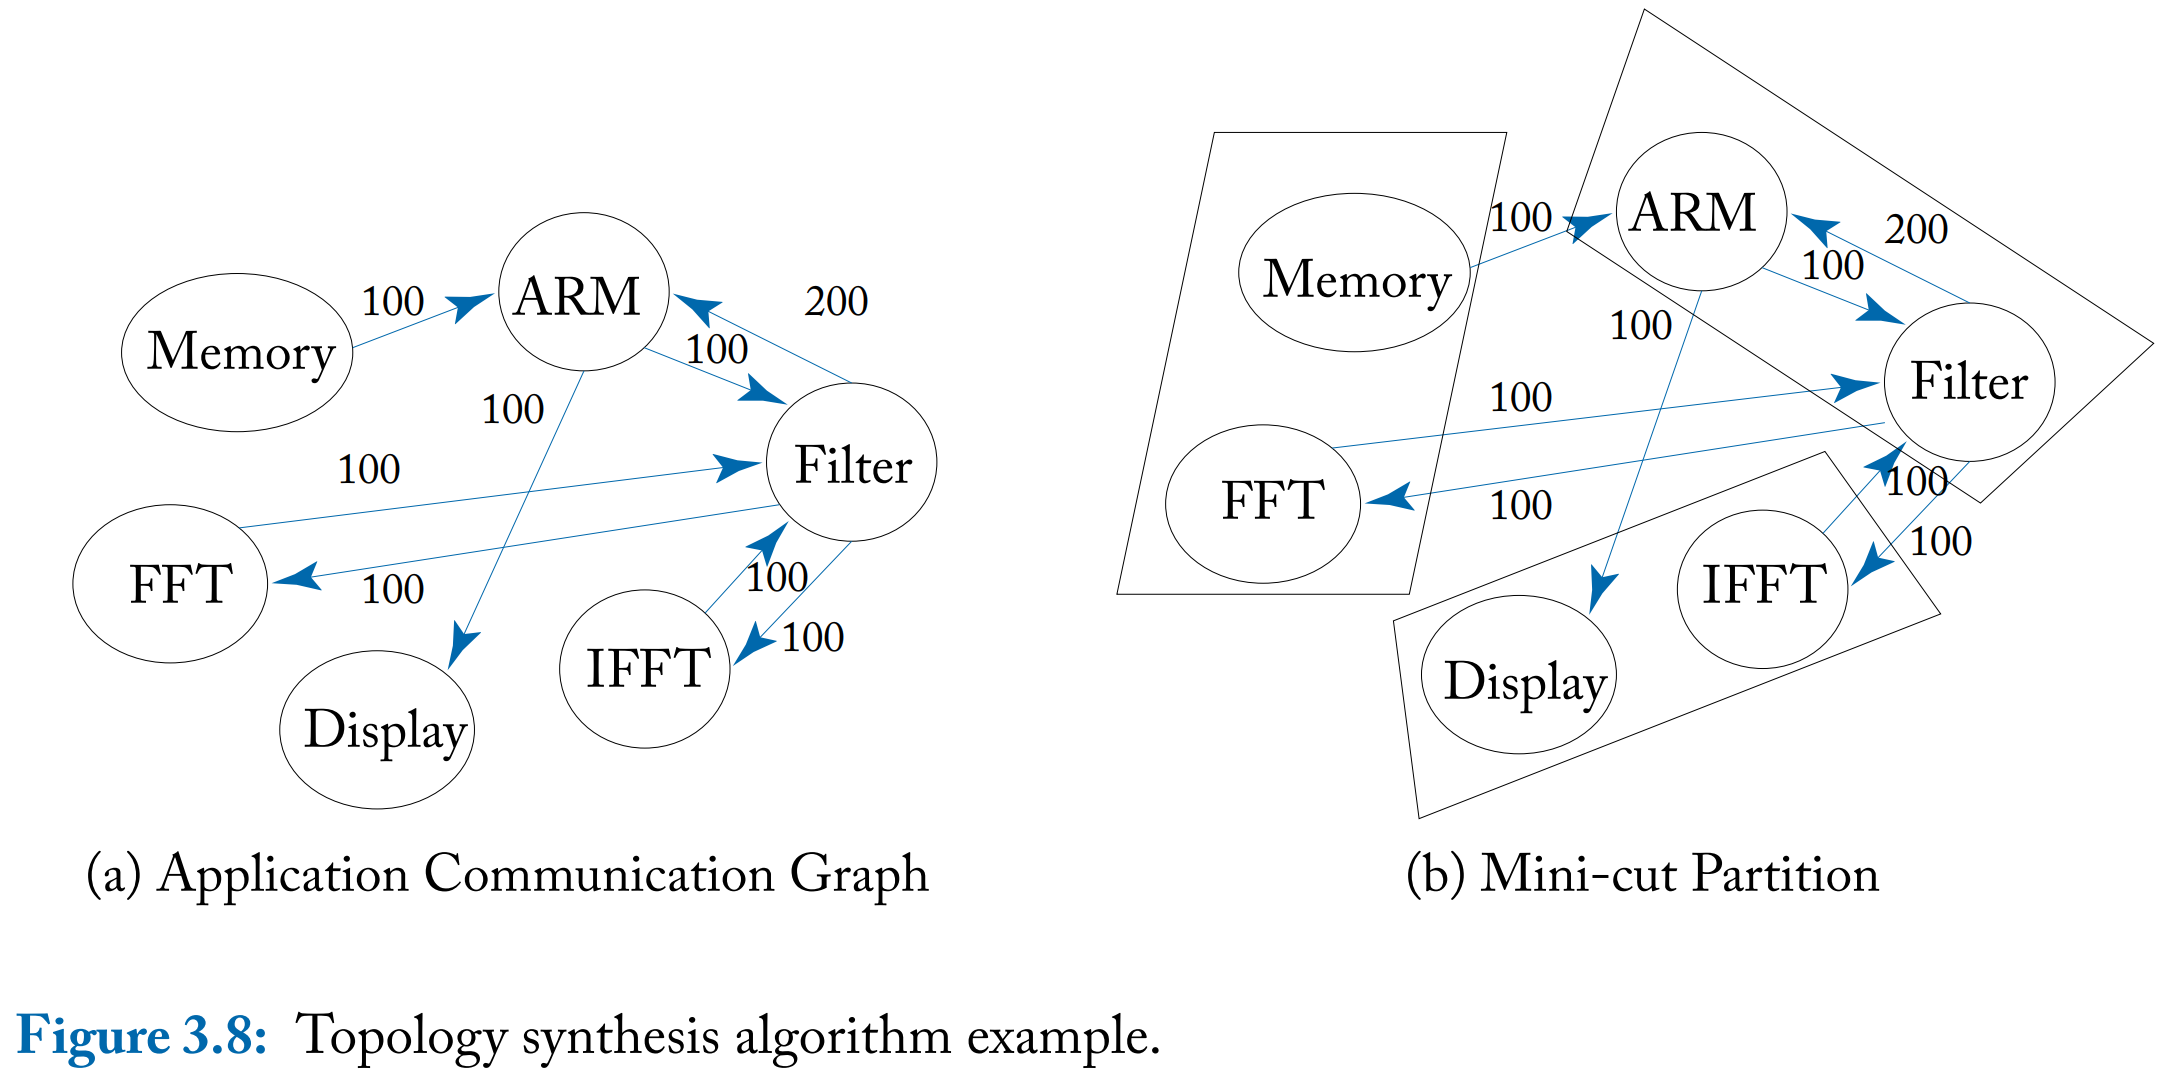 100
ARM
200
Memory
100
100
Filter
100
FFT
100
100
IFFT
100
Display
(a) Application Communication Graph
100
ARM
200
100
Memory
100
Filter
100
FFT
100
100
100
IFFT
Display
(b) Mini-cut Partition
Figure 3.8: Topology synthesis algorithm example.